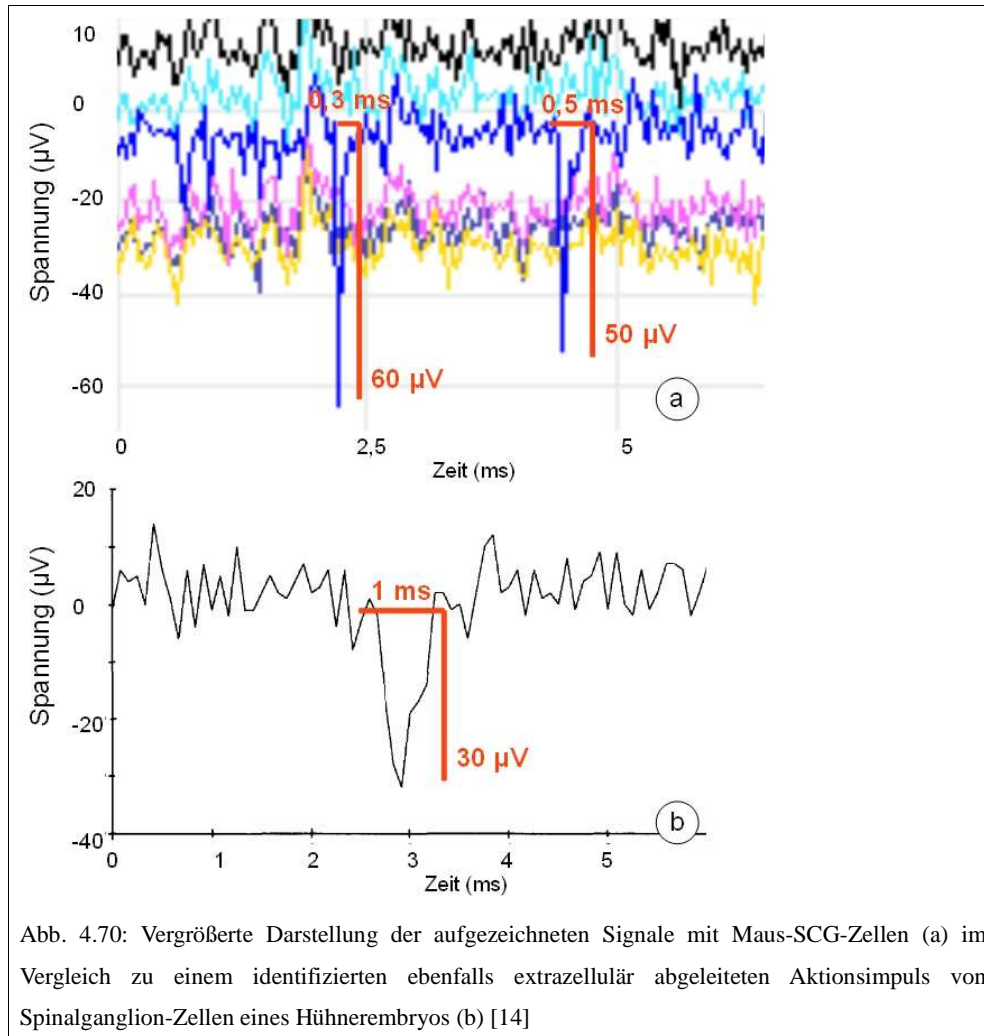 10
0
-20
-40
-60
Spannung (µV)
0,3 ms
0,5 ms
60 µV
50 µV
a
0
2,5
5
Zeit (ms)
20
0
-20
-40
Spannung (µV)
1 ms
30 µV
b
0
1
2
3
4
5
Zeit (ms)
Abb. 4.70: Vergrößerte Darstellung der aufgezeichneten Signale mit Maus-SCG-Zellen (a) im
Vergleich zu einem identifizierten ebenfalls extrazellulär abgeleiteten Aktionsimpuls von
Spinalganglion-Zellen eines Hühnerembryos (b) [14]